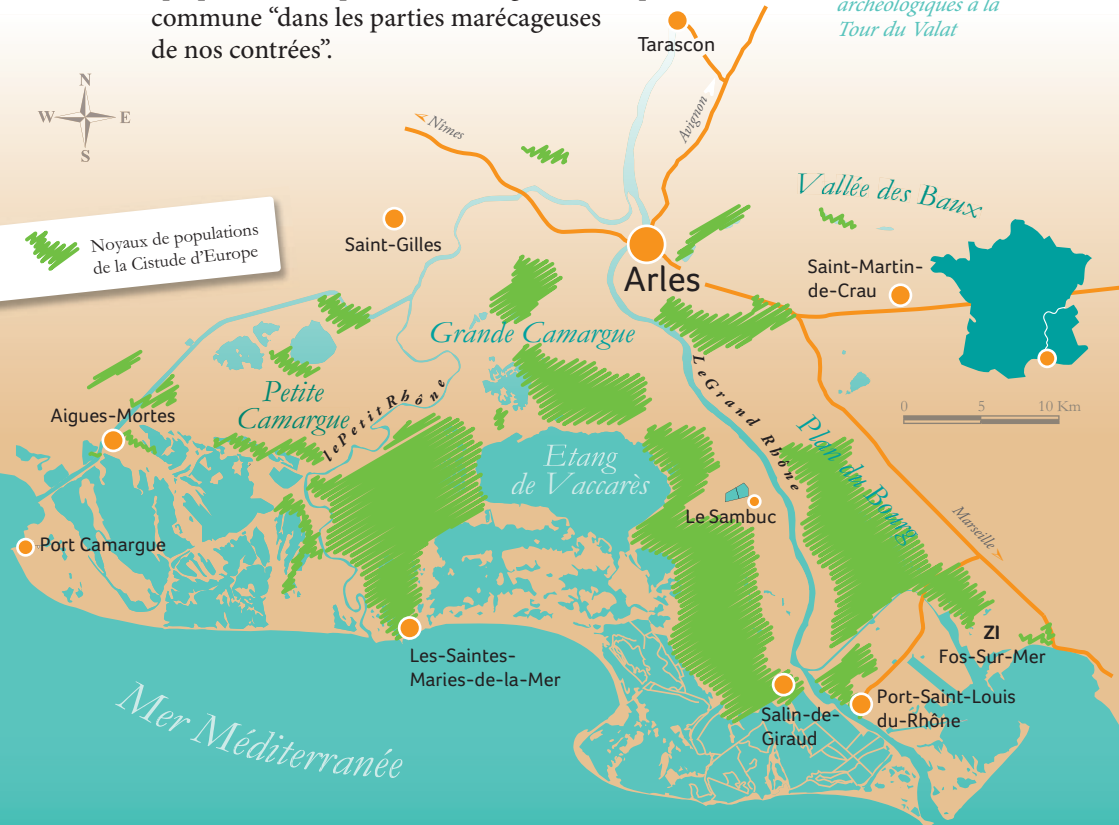 commune “dans les parties marécageuses
de nos contrées”.
archéologiques à la
Tour du Valat
Tarascon
N
W E
S
Nîmes
Avignon
Vallée des Baux
Noyaux de populations
de la Cistude d’Europe
Saint-Gilles
Arles
Saint-Martin-
de-Crau
Grande Camargue
Petite
Camargue
le Petit Rhône
Le Grand Rhône
0 5 10 Km
Aigues-Mortes
Plan du Bourg
Etang
de Vaccarès
Le Sambuc
Marseille
Port Camargue
ZI
Fos-Sur-Mer
Les-Saintes-
Maries-de-la-Mer
Salin-de-
Giraud
Port-Saint-Louis
du-Rhône
Mer Méditerranée